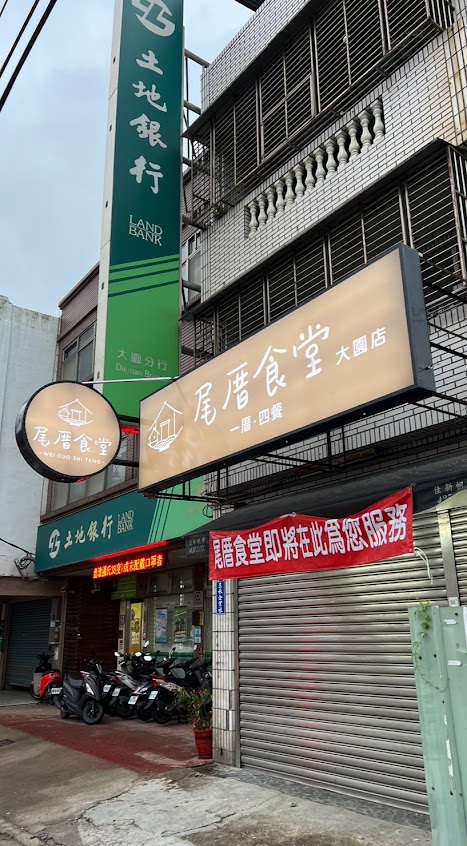 土地銀行
LAND
BANK
大園分行
尾厝食堂
大園店
一厝·四餐
尾厝食堂
WEI CUO SHI TANG
土地銀行
LAND
BANK
尾厝食堂即將在此為您服務